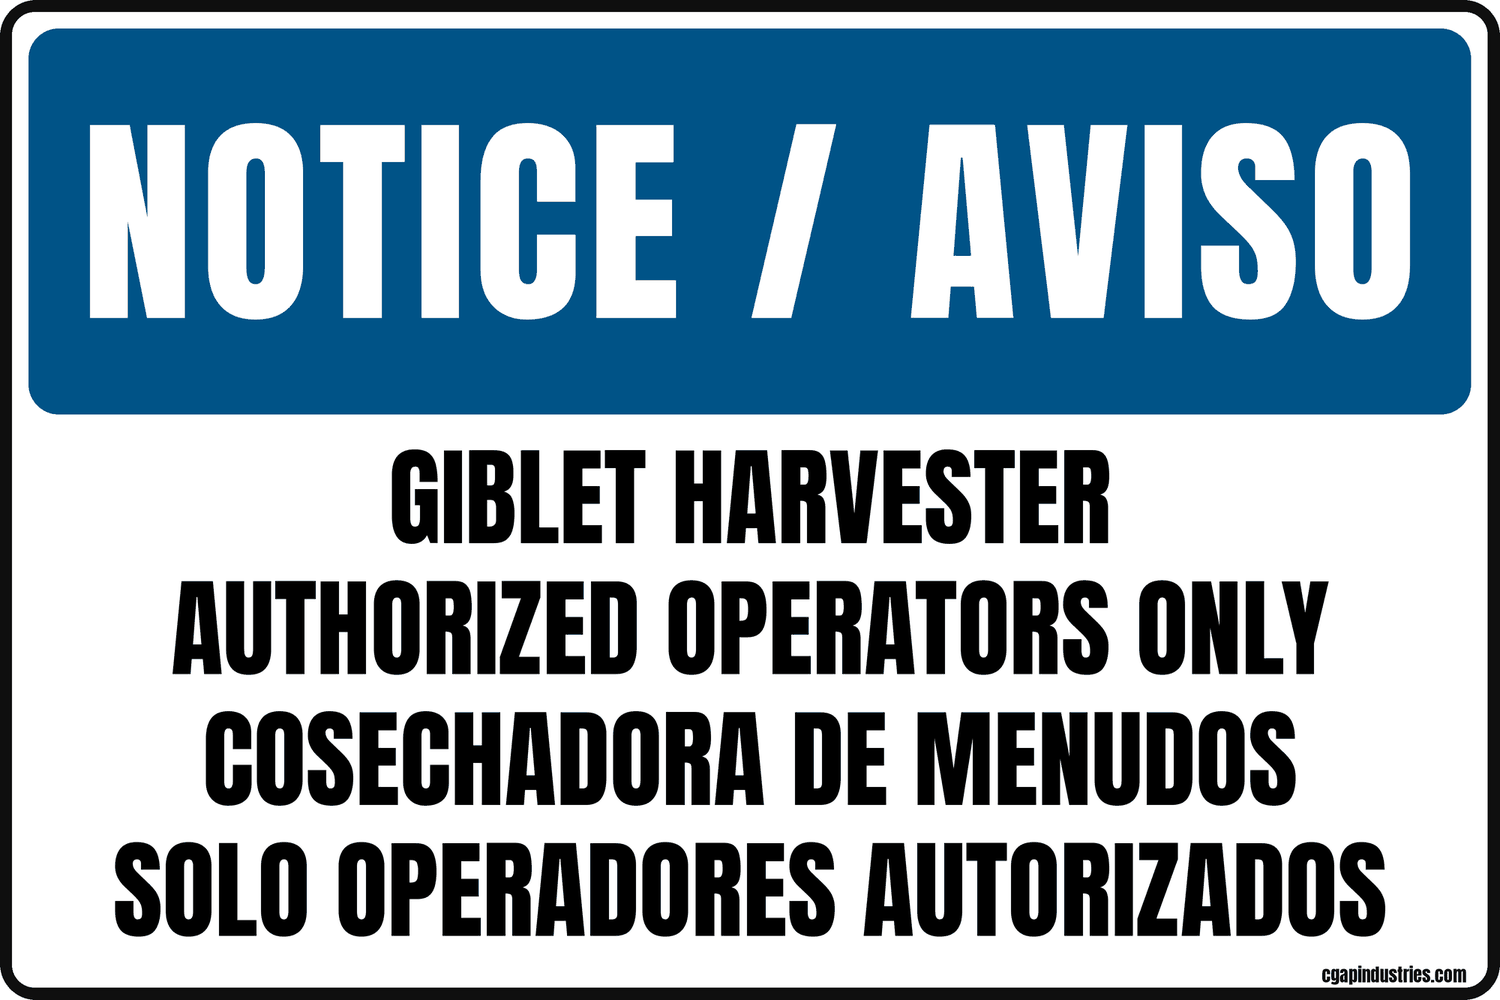 NOTICE / AVISO
GIBLET HARVESTER
AUTHORIZED OPERATORS ONLY
COSECHADORA DE MENUDOS
SOLO OPERADORES AUTORIZADOS
cgapindustries.com